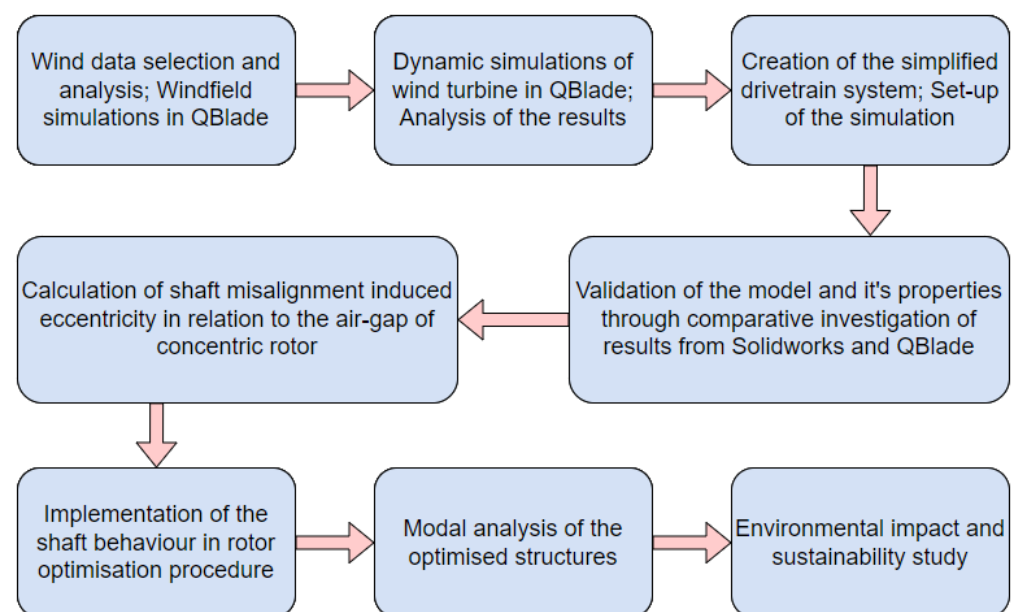 Wind data selection and
analysis; Windfield
simulations in QBlade
Dynamic simulations of
wind turbine in QBlade;
Analysis of the results
Creation of the simplified
drivetrain system; Set-up
of the simulation
Validation of the model and it's properties
through comparative investigation of
results from Solidworks and QBlade
Calculation of shaft misalignment induced
eccentricity in relation to the air-gap of
concentric rotor
Implementation of the
shaft behaviour in rotor
optimisation procedure
Modal analysis of the
optimised structures
Environmental impact and
sustainability study